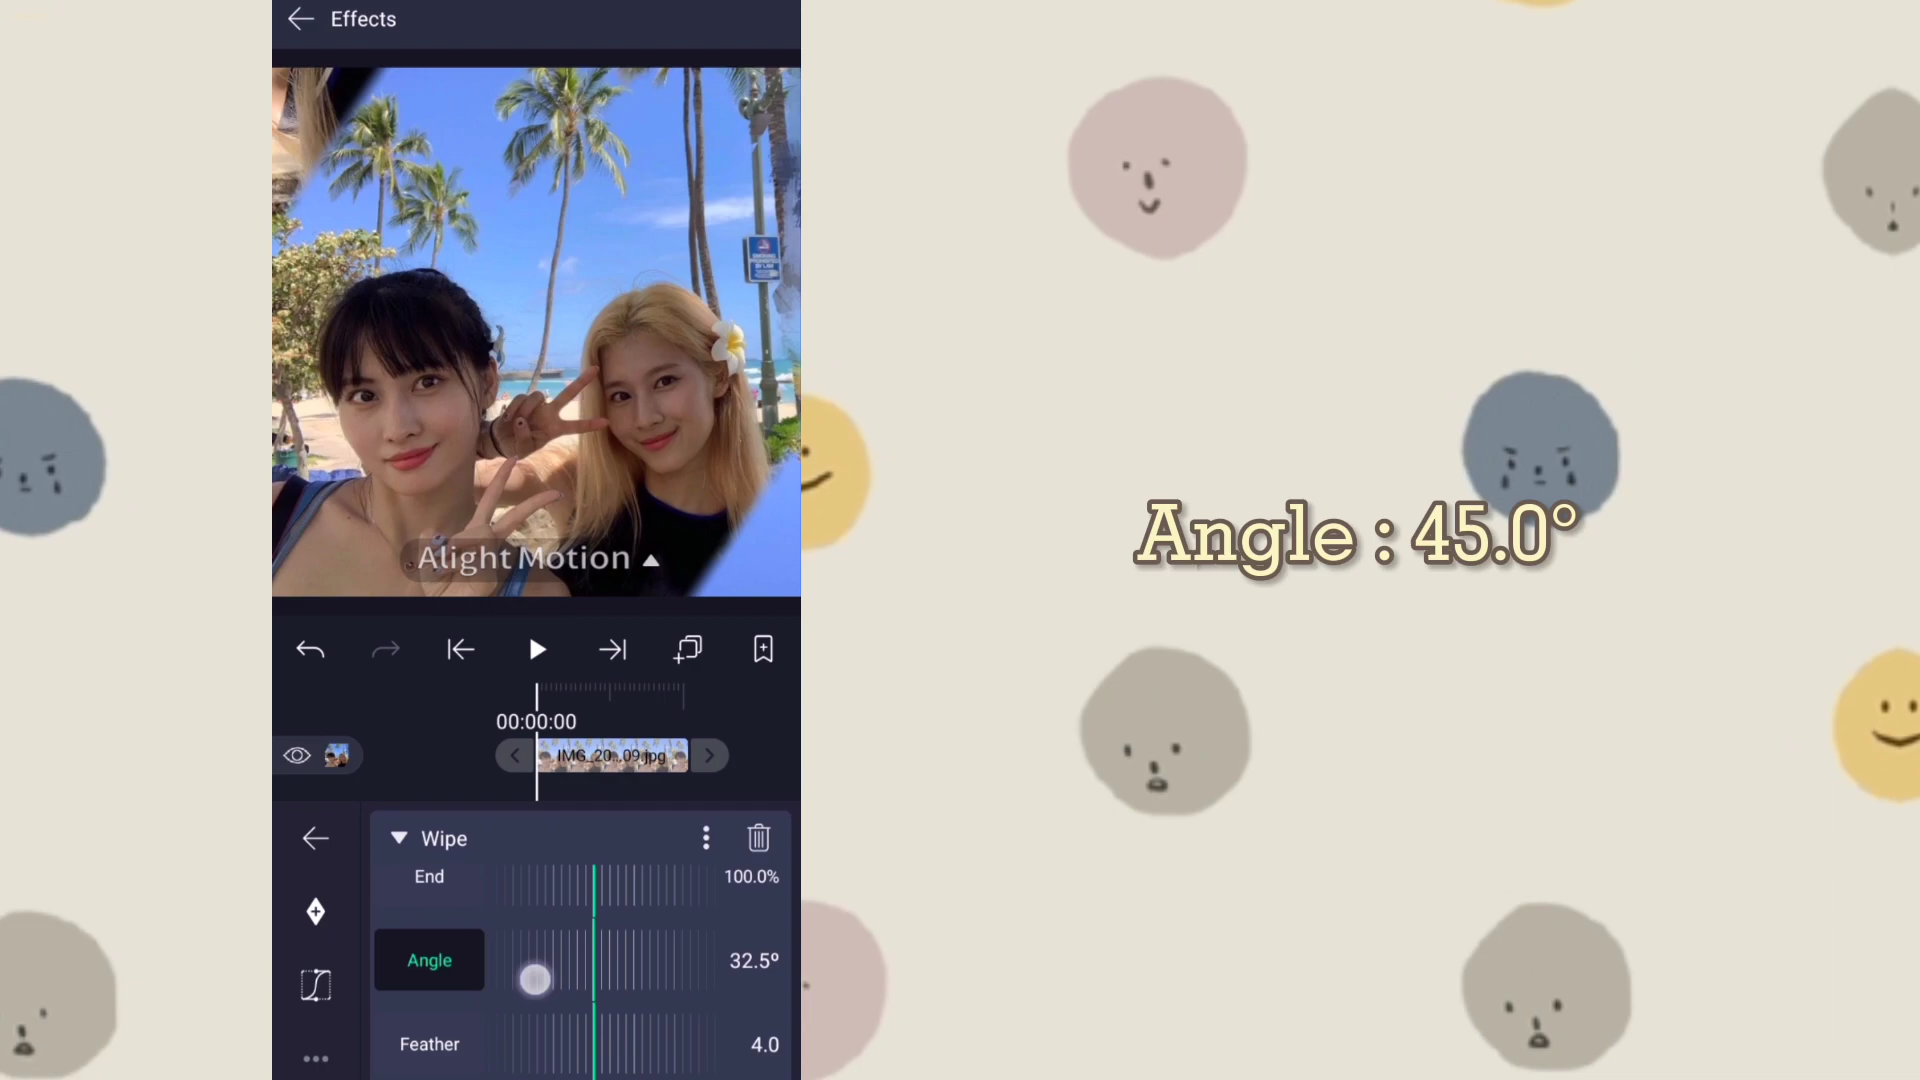 Effects
Alight Motion
00:00:00
IMG_20...09.jpg
Wipe
End
100.0%
Angle
32.5º
Feather
4.0
Angle : 45.0°